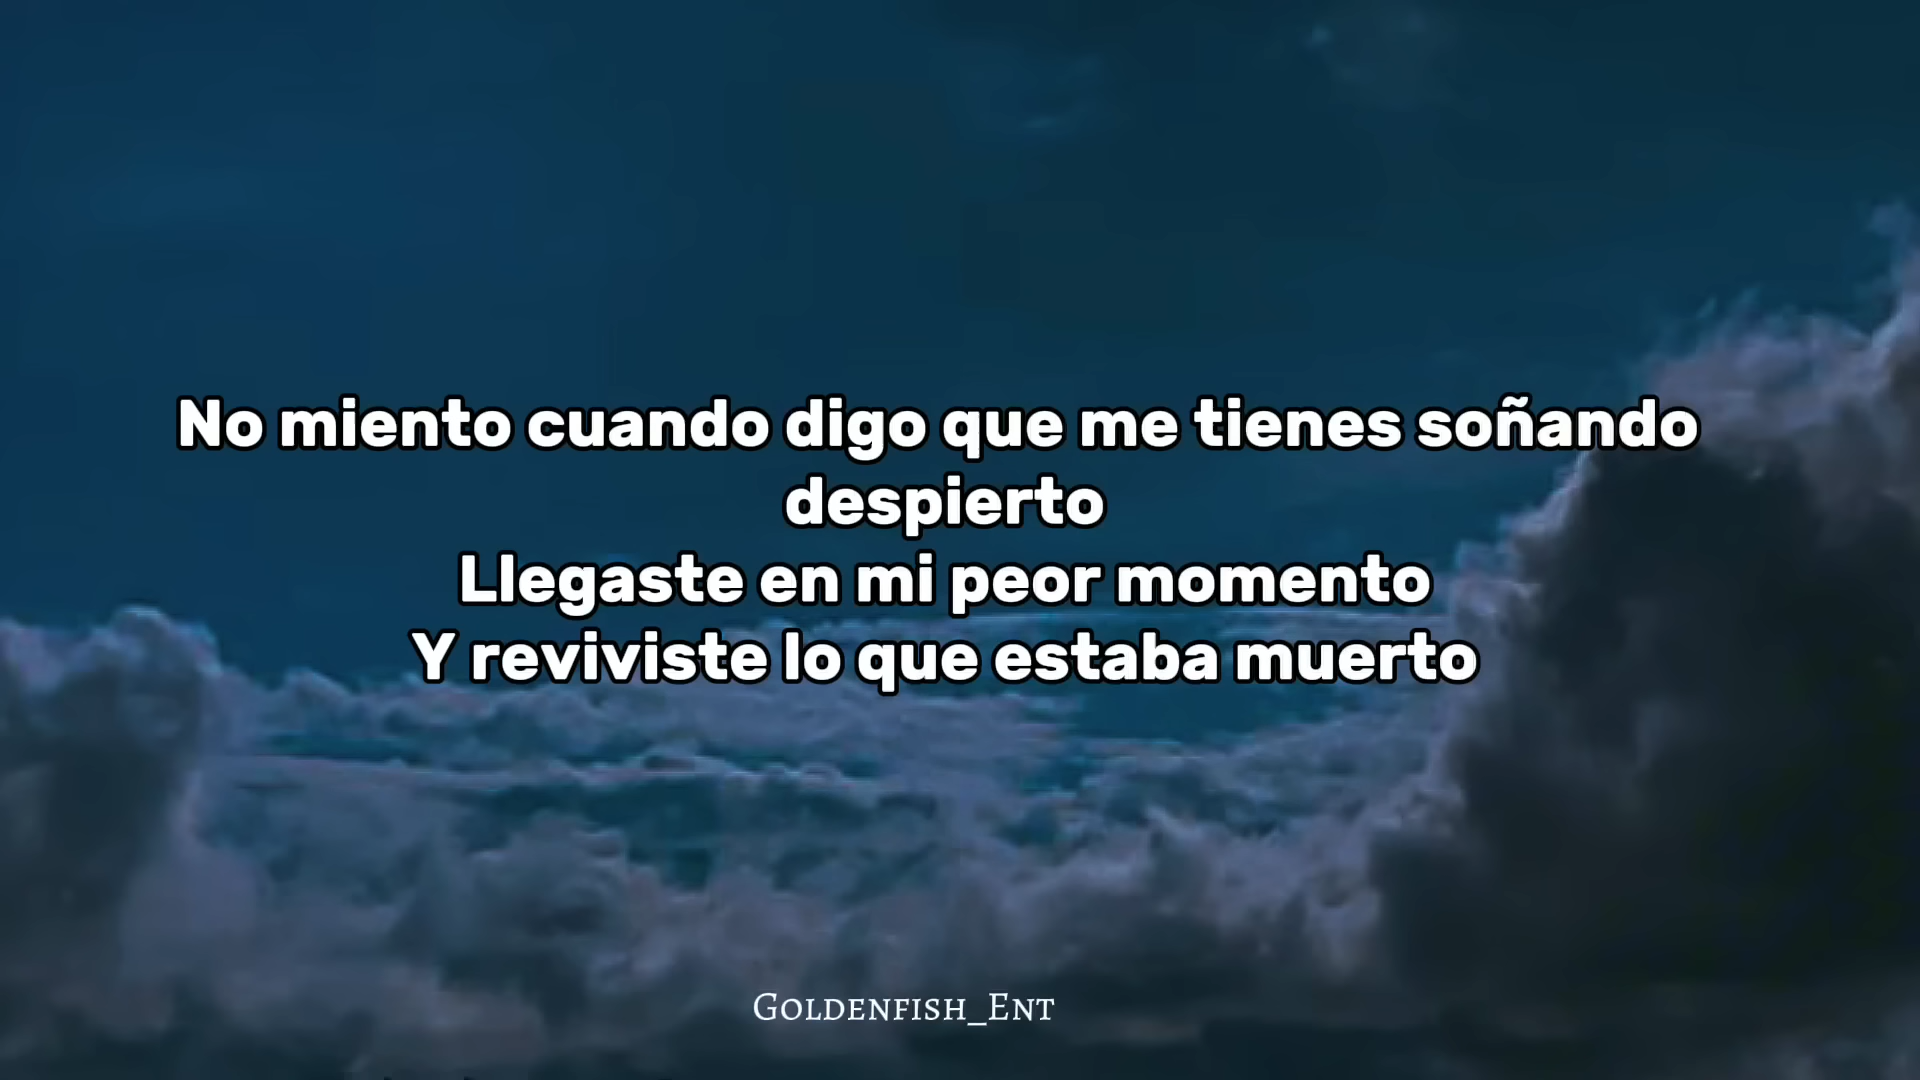 No miento cuando digo que me tienes soñando
despierto
Llegaste en mi peor momento
Y reviviste lo que estaba muerto
Goldenfish_Ent